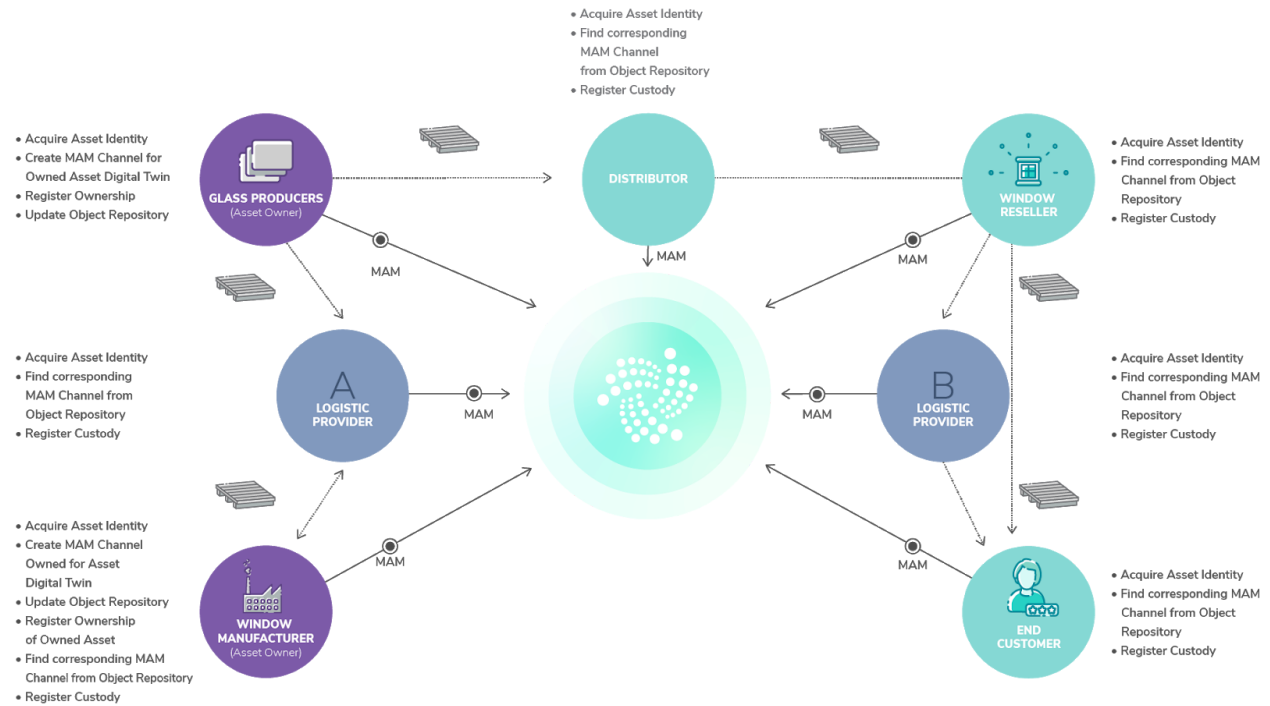 • Acquire Asset Identity
• Find corresponding
MAM Channel
from Object Repository
• Register Custody
• Acquire Asset Identity
• Create MAM Channel for
Owned Asset Digital Twin
• Register Ownership
• Update Object Repository
GLASS PRODUCERS
(Asset Owner)
DISTRIBUTOR
WINDOW
RESELLER
• Acquire Asset Identity
• Find corresponding MAM
Channel from Object
Repository
• Register Custody
MAM
MAM
MAM
• Acquire Asset Identity
• Find corresponding
MAM Channel from
Object Repository
• Register Custody
A
LOGISTIC
PROVIDER
MAM
MAM
B
LOGISTIC
PROVIDER
• Acquire Asset Identity
• Find corresponding MAM
Channel from Object
Repository
• Register Custody
• Acquire Asset Identity
• Create MAM Channel
Owned for Asset
Digital Twin
• Update Object Repository
• Register Ownership
of Owned Asset
• Find corresponding MAM
Channel from Object Repository
• Register Custody
WINDOW
MANUFACTURER
(Asset Owner)
MAM
MAM
END
CUSTOMER
• Acquire Asset Identity
• Find corresponding MAM
Channel from Object
Repository
• Register Custody